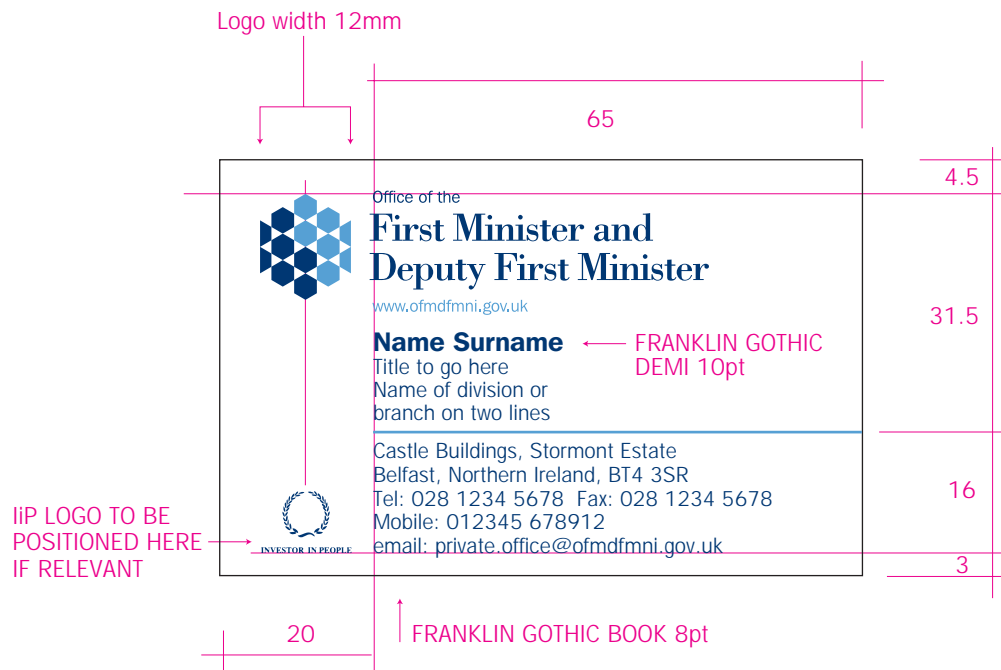 Logo width 12mm
65
4.5
Office of the
First Minister and
Deputy First Minister
www.ofmdfmni.gov.uk
31.5
Name Surname
FRANKLIN GOTHIC
DEMI 10pt
Title to go here
Name of division or
branch on two lines
Castle Buildings, Stormont Estate
Belfast, Northern Ireland, BT4 3SR
Tel: 028 1234 5678  Fax: 028 1234 5678
Mobile: 012345 678912
email: private.office@ofmdfmni.gov.uk
16
IiP LOGO TO BE
POSITIONED HERE
IF RELEVANT
INVESTOR IN PEOPLE
3
20
FRANKLIN GOTHIC BOOK 8pt